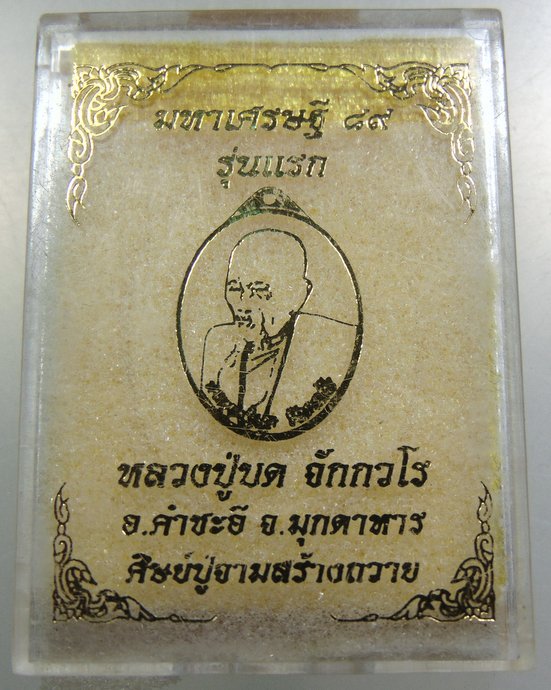 มหาเศรษฐี ๘๙
รุ่นแรก
หลวงปู่บด จักกวโร
อ.คำชะอี จ.มุกดาหาร
ศิษย์ปู่จามสร้างถวาย